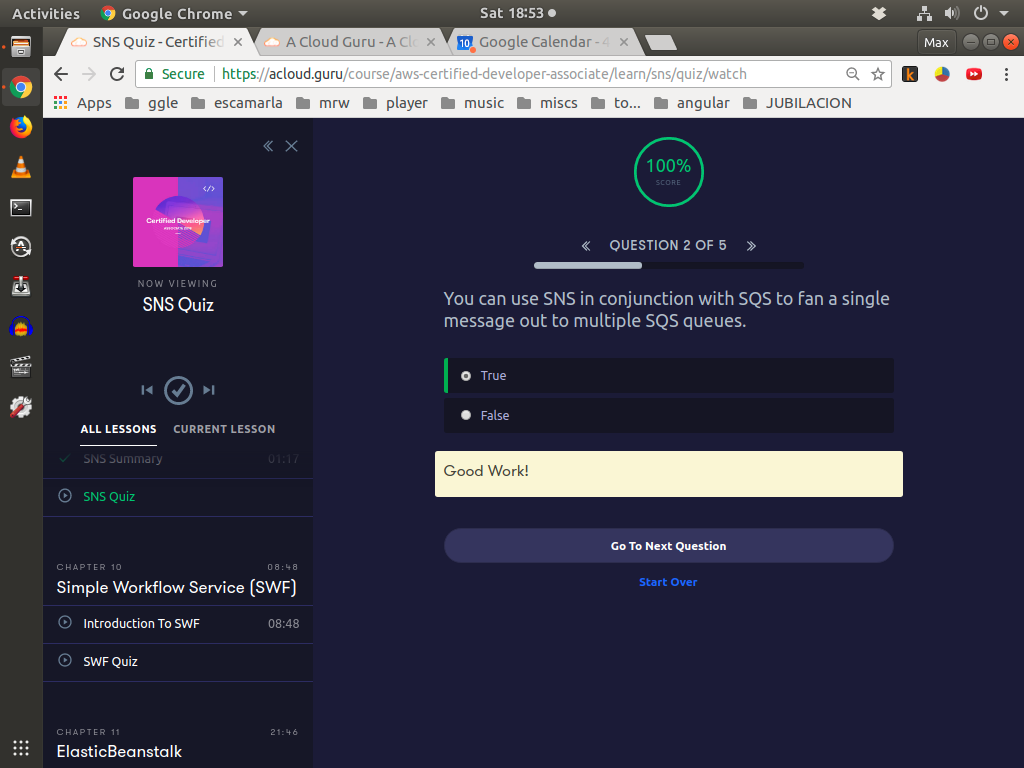 Activities Google Chrome Sat 18:53
SNS Quiz - Certified A Cloud Guru - A Clo Google Calendar - 4 Max
Secure https://acloud.guru/course/aws-certified-developer-associate/learn/sns/quiz/watch
Apps ggle escamarla mrw player music miscs to... angular JUBILACION
</>
Certified Developer
NOW VIEWING
SNS Quiz
ALL LESSONS CURRENT LESSON
SNS Summary 01:17
SNS Quiz
CHAPTER 10 08:48
Simple Workflow Service (SWF)
Introduction To SWF 08:48
SWF Quiz
CHAPTER 11 21:46
ElasticBeanstalk
100%
SCORE
QUESTION 2 OF 5
You can use SNS in conjunction with SQS to fan a single
message out to multiple SQS queues.
True
False
Good Work!
Go To Next Question
Start Over